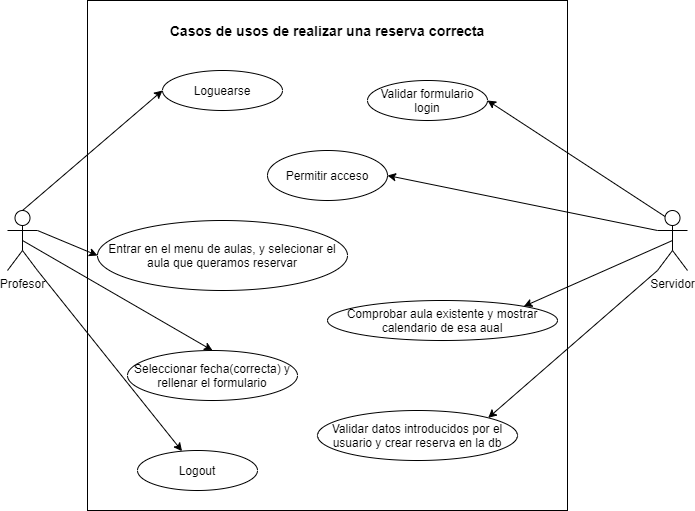 Casos de usos de realizar una reserva correcta
Loguearse
Validar formulario
login
Permitir acceso
Entrar en el menu de aulas, y selecionar el
aula que queramos reservar
Profesor
Servidor
Comprobar aula existente y mostrar
calendario de esa aual
Seleccionar fecha(correcta) y
rellenar el formulario
Validar datos introducidos por el
usuario y crear reserva en la db
Logout